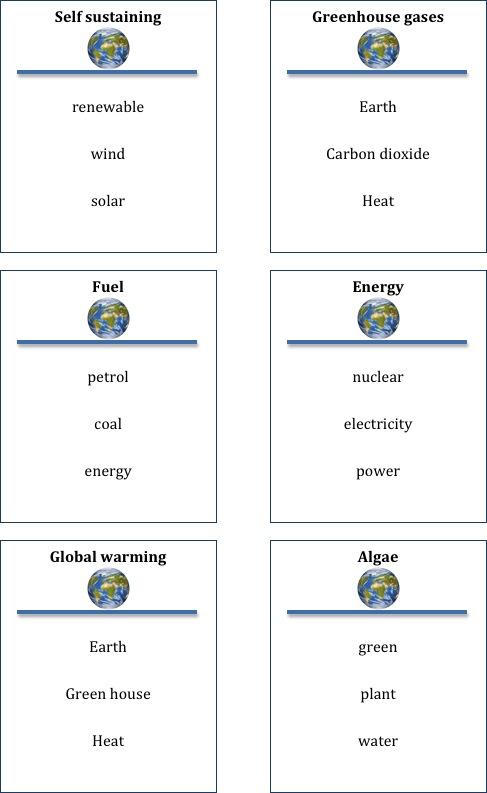 Self sustaining
renewable
wind
solar
Greenhouse gases
Earth
Carbon dioxide
Heat
Fuel
petrol
coal
energy
Energy
nuclear
electricity
power
Global warming
Earth
Green house
Heat
Algae
green
plant
water